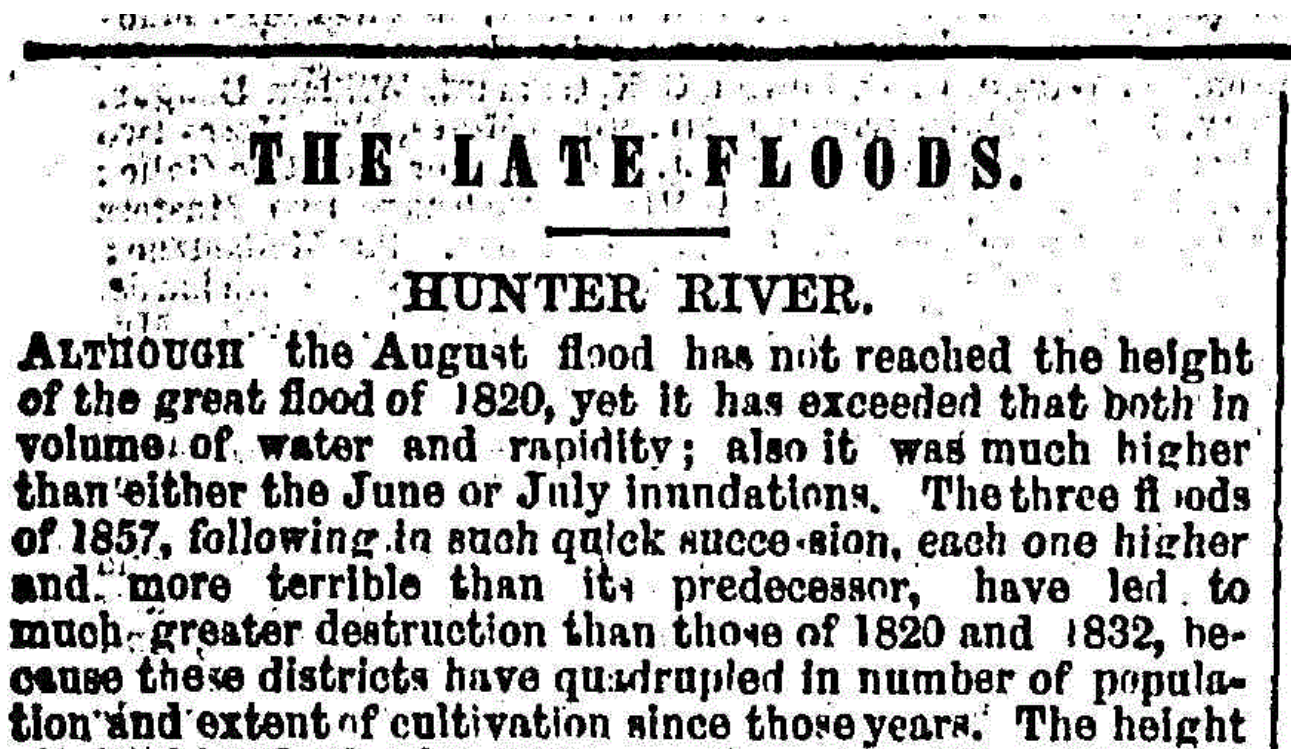 THE LATE FLOODS.
HUNTER RIVER.
ALTHOUGH the August flood has not reached the height
of the great flood of 1820, yet it has exceeded that both in
volume of water and rapidity; also it was much higher
than either the June or July inundations. The three floods
of 1857, following in such quick succession, each one higher
and more terrible than its predecessor, have led to
much greater destruction than those of 1820 and 1832, be-
cause these districts have quadrupled in number of popula-
tion and extent of cultivation since those years. The height